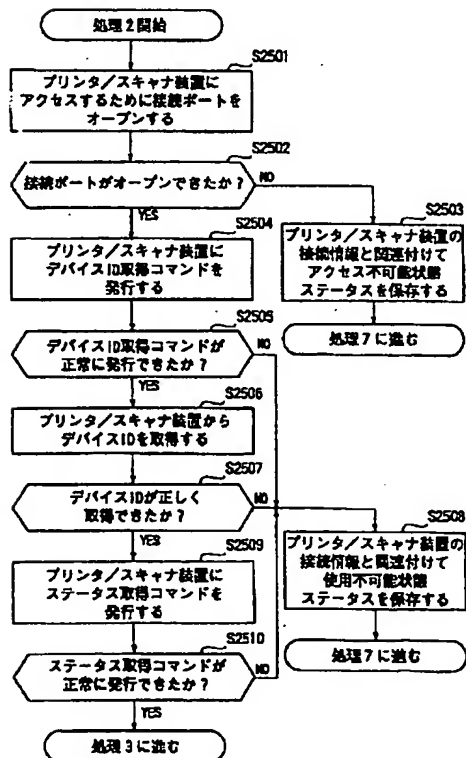 処理2開始
S2501
プリンタ/スキャナ装置に
アクセスするために接続ポートを
オープンする
S2502
接続ポートがオープンできたか?
NO
YES
S2503
プリンタ/スキャナ装置の
接続情報と関連付けて
アクセス不可能状態
ステータスを保存する
処理7に進む
S2504
プリンタ/スキャナ装置に
デバイスID取得コマンドを
発行する
S2505
デバイスID取得コマンドが
正常に発行できたか?
NO
YES
S2506
プリンタ/スキャナ装置から
デバイスIDを取得する
S2507
デバイスIDが正しく
取得できたか?
NO
YES
S2508
プリンタ/スキャナ装置の
接続情報と関連付けて
使用不可能状態
ステータスを保存する
処理7に進む
S2509
プリンタ/スキャナ装置に
ステータス取得コマンドを
発行する
S2510
ステータス取得コマンドが
正常に発行できたか?
NO
YES
処理3に進む